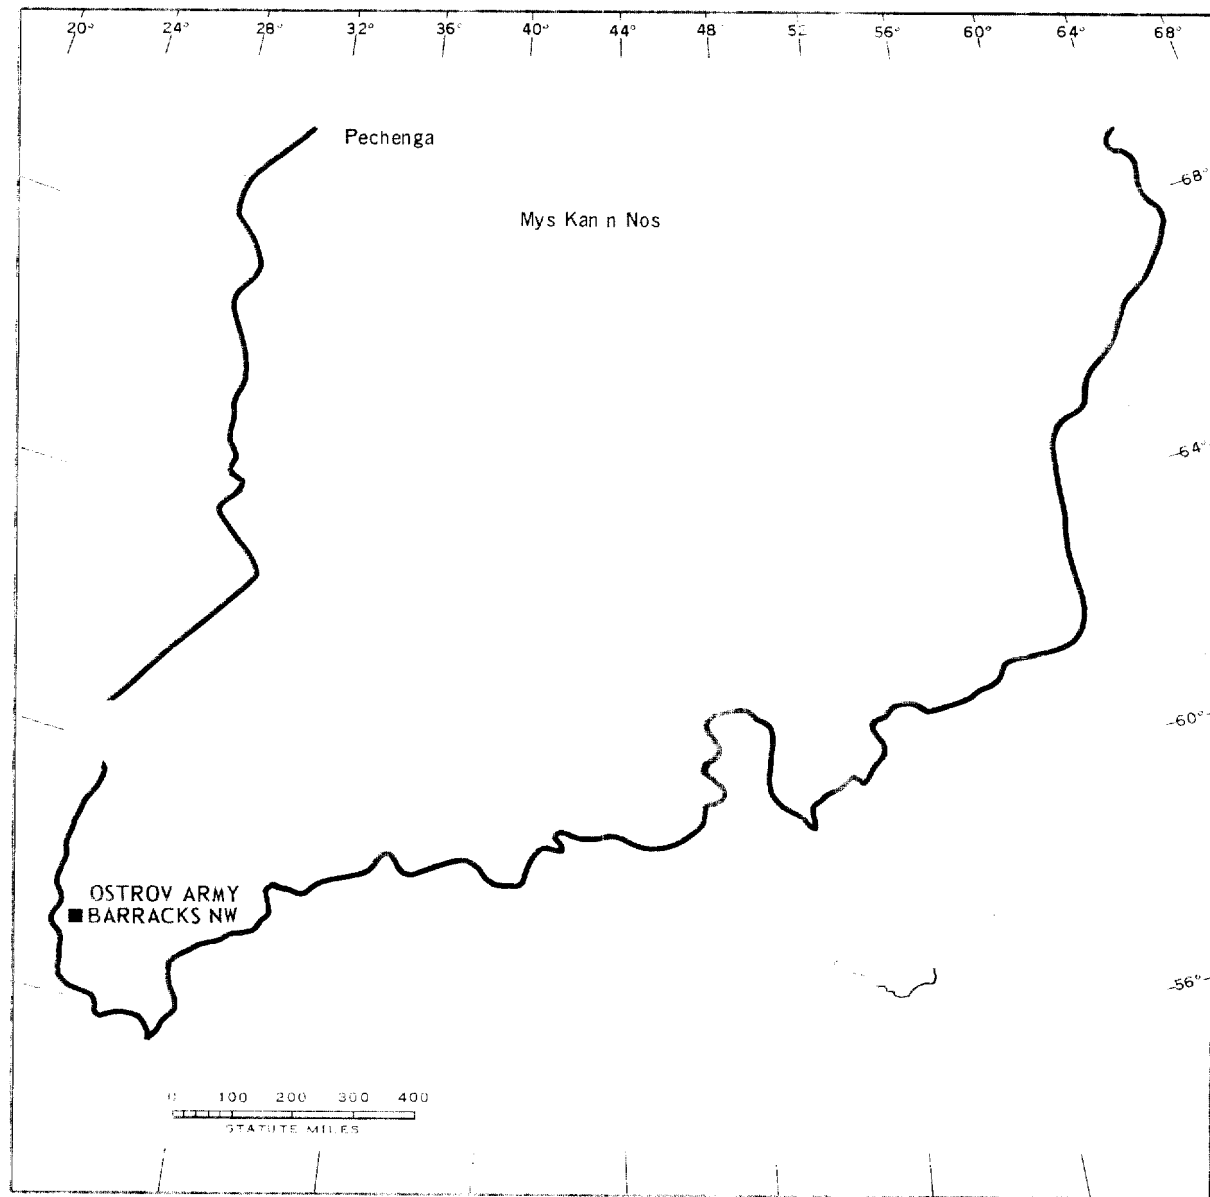 20° 24° 28° 32° 36° 40° 44° 48° 52 56° 60° 64° 68°
Pechenga
68°
Mys Kan n Nos
64°
60°
OSTROV ARMY
BARRACKS NW
56°
0 100 200 300 400
STATUTE MILES